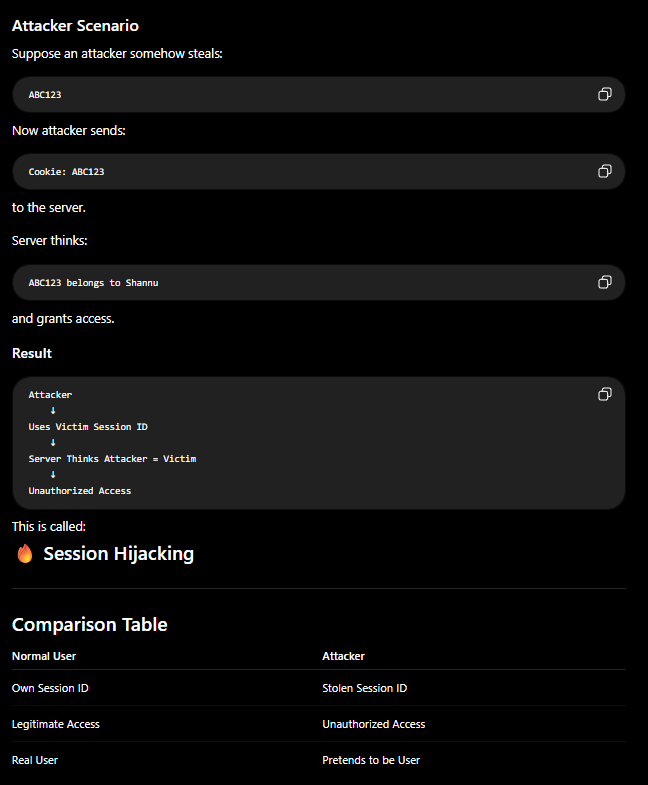 Attacker Scenario
Suppose an attacker somehow steals:
ABC123
Now attacker sends:
Cookie: ABC123
to the server.
Server thinks:
ABC123 belongs to Shannu
and grants access.
Result
Attacker
↓
Uses Victim Session ID
↓
Server Thinks Attacker = Victim
↓
Unauthorized Access
This is called:
🔥 Session Hijacking
Comparison Table
Normal User Attacker
Own Session ID Stolen Session ID
Legitimate Access Unauthorized Access
Real User Pretends to be User